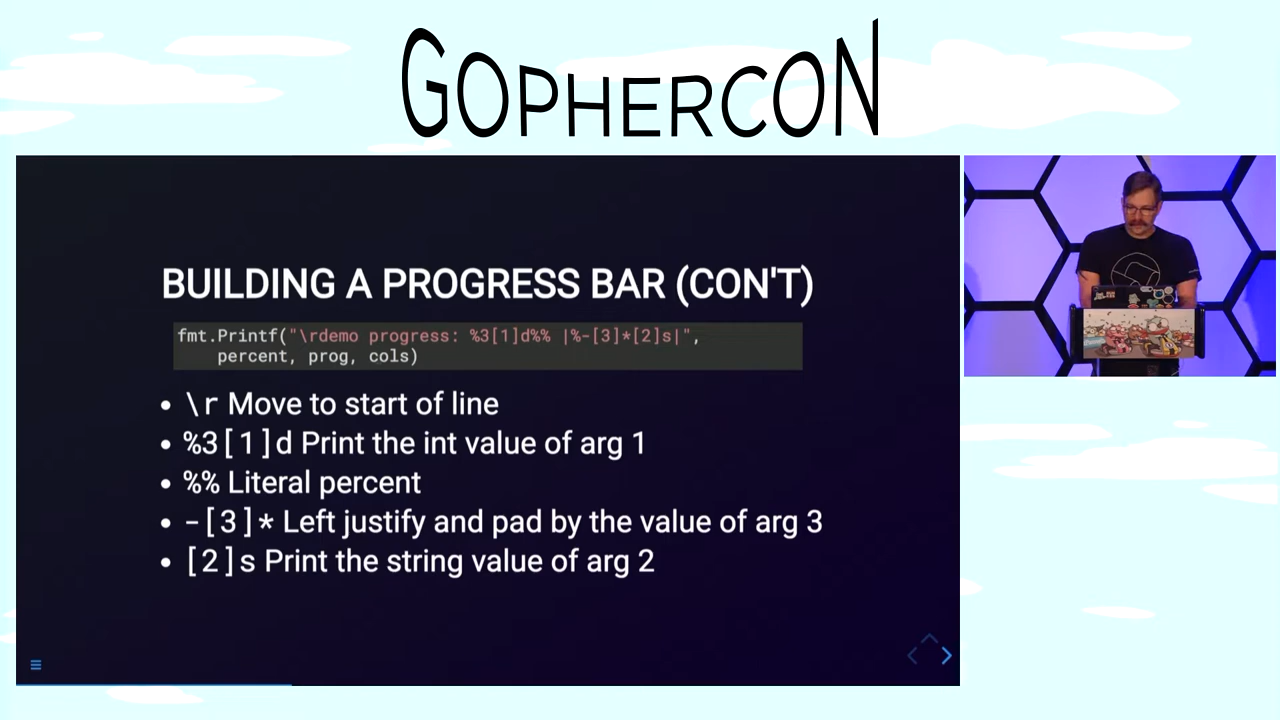 GOPHERCON
BUILDING A PROGRESS BAR (CON'T)
fmt.Printf("\rdemo progress: %3[1]d%% |%-[3]*[2]s|",
percent, prog, cols)
• \r Move to start of line
• %3[1]d Print the int value of arg 1
• %% Literal percent
• -[3]* Left justify and pad by the value of arg 3
• [2]s Print the string value of arg 2